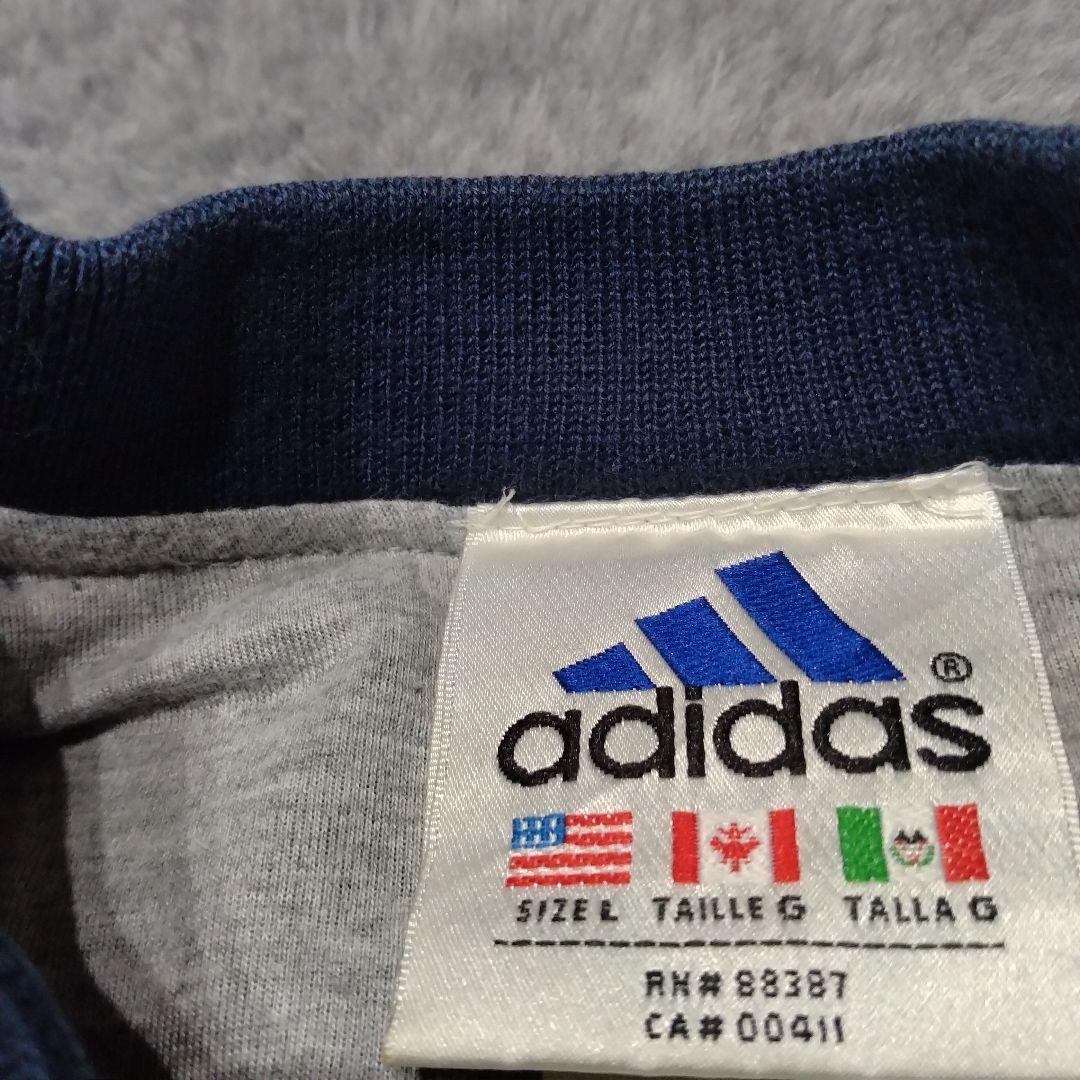 adidas®
SIZE L TAILLE G TALLA G
RN# 88387
CA# 00411